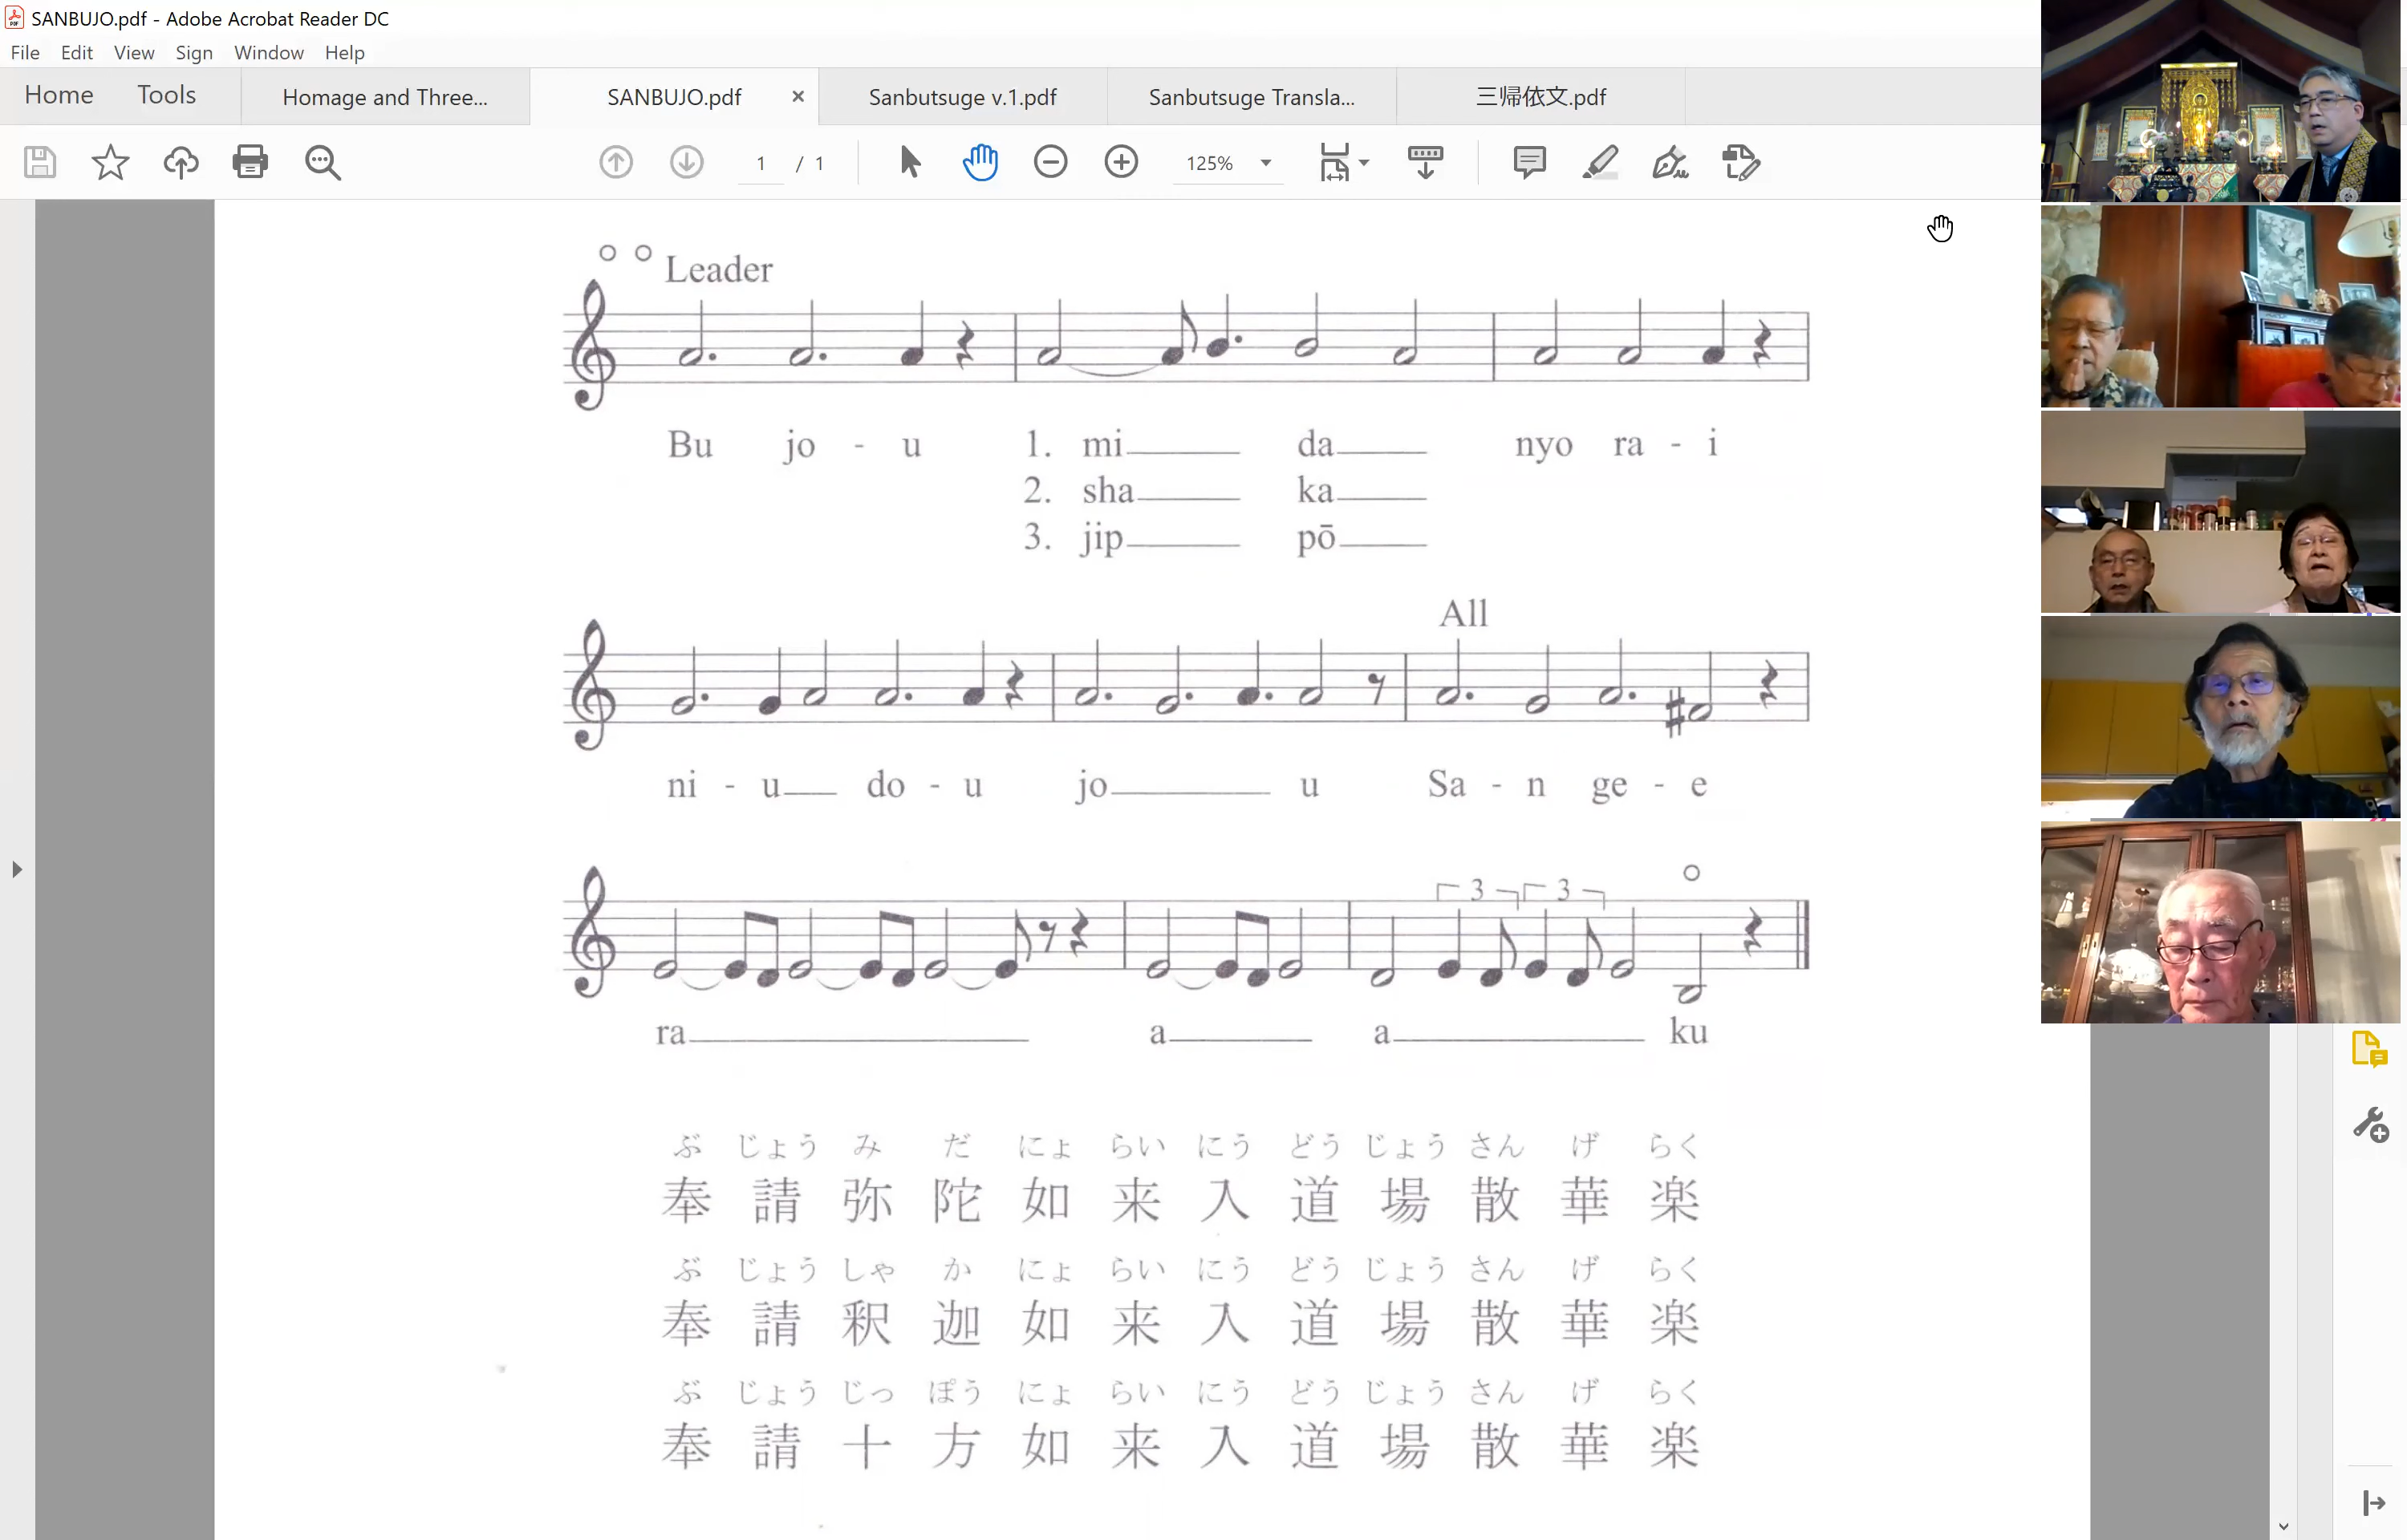 SANBUJO.pdf - Adobe Acrobat Reader DC
File Edit View Sign Window Help
Home Tools Homage and Three... SANBUJO.pdf × Sanbutsuge v.1.pdf Sanbutsuge Transla... 三帰依文.pdf
1 / 1 125%
Leader
Bu jo - u 1. mi da nyo ra - i
2. sha ka
3. jip pō
All
ni - u do - u jo u Sa - n ge - e
3 3
ra a a ku
ぶ じょう み だ にょ らい にう どう じょう さん げ らく
奉 請 弥 陀 如 来 入 道 場 散 華 楽
ぶ じょう しゃ か にょ らい にう どう じょう さん げ らく
奉 請 釈 迦 如 来 入 道 場 散 華 楽
ぶ じょう じっ ぽう にょ らい にう どう じょう さん げ らく
奉 請 十 方 如 来 入 道 場 散 華 楽